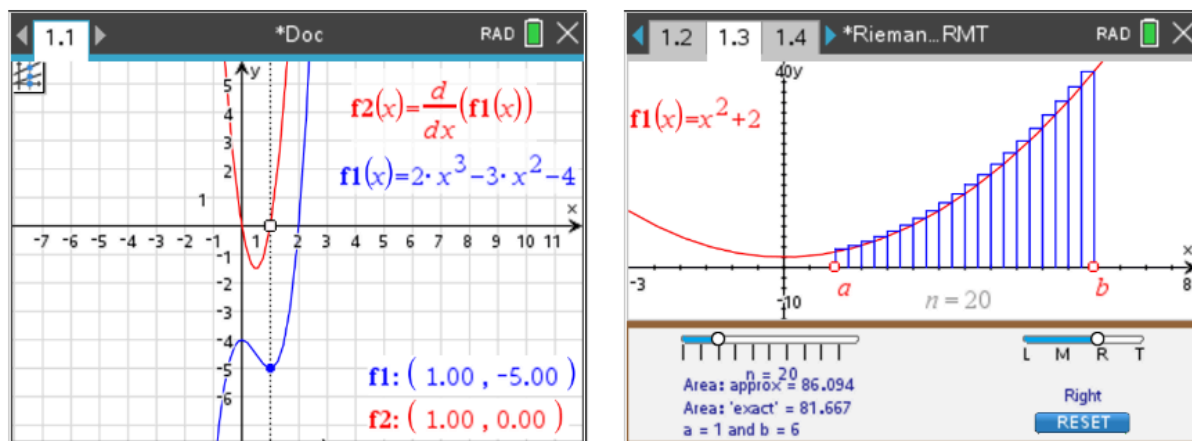 1.1 *Doc RAD
y
5
4
3
2
1
f2(x)=d/dx(f1(x))
f1(x)=2·x³−3·x²−4
x
-7 -6 -5 -4 -3 -2 -1 1 2 3 4 5 6 7 8 9 10 11
-1
-2
-3
-4
-5
-6
f1: ( 1.00 , -5.00 )
f2: ( 1.00 , 0.00 )
1.2 1.3 1.4 *Rieman...RMT RAD
40 y
f1(x)=x²+2
x
-3 a b 8
-10 n = 20
n = 20
Area: approx = 86.094
Area: 'exact' = 81.667
a = 1 and b = 6
L M R T
Right
RESET